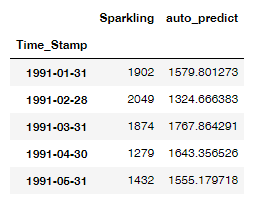 Sparkling auto_predict
Time_Stamp
1991-01-31 1902 1579.801273
1991-02-28 2049 1324.666383
1991-03-31 1874 1767.864291
1991-04-30 1279 1643.356526
1991-05-31 1432 1555.179718